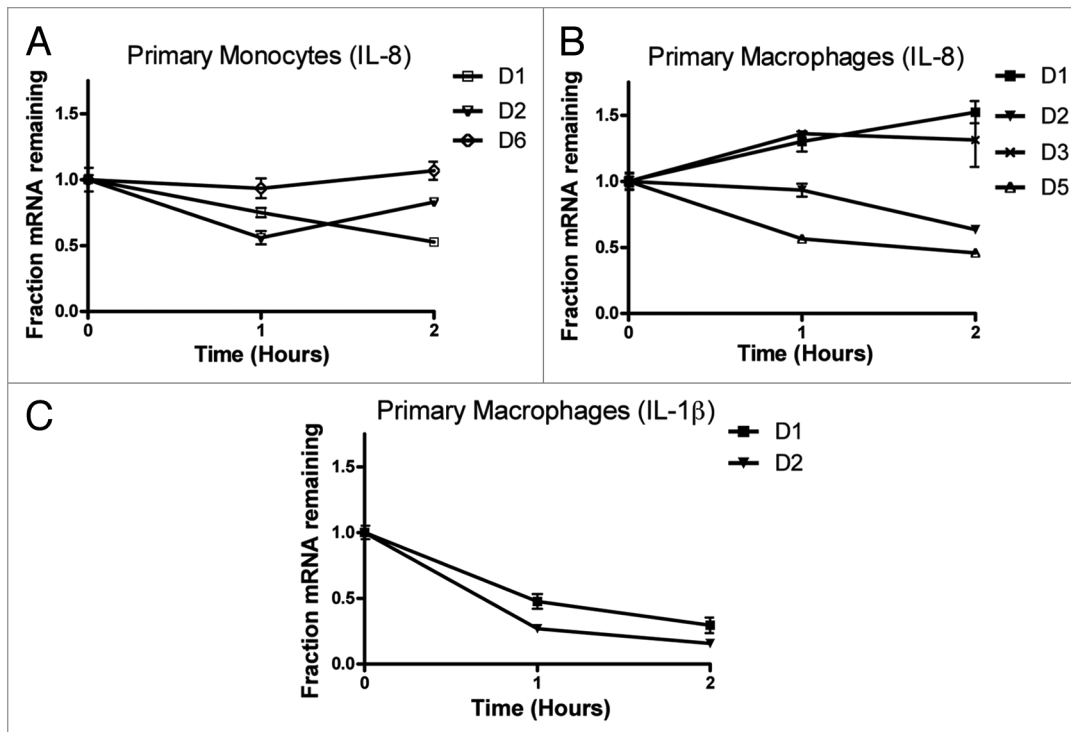 A
Primary Monocytes (IL-8)
D1
D2
D6
Fraction mRNA remaining
1.5
1.0
0.5
0.0
0
1
2
Time (Hours)
B
Primary Macrophages (IL-8)
D1
D2
D3
D5
Fraction mRNA remaining
1.5
1.0
0.5
0.0
0
1
2
Time (Hours)
C
Primary Macrophages (IL-1β)
D1
D2
Fraction mRNA remaining
1.5
1.0
0.5
0.0
0
1
2
Time (Hours)